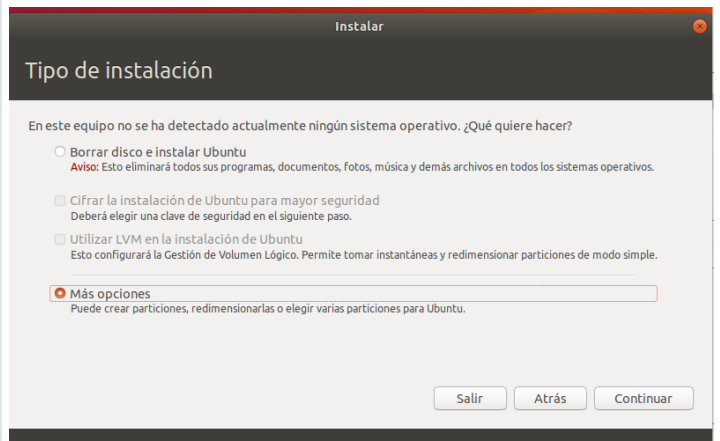 Instalar
Tipo de instalación
En este equipo no se ha detectado actualmente ningún sistema operativo. ¿Qué quiere hacer?
Borrar disco e instalar Ubuntu
Aviso: Esto eliminará todos sus programas, documentos, fotos, música y demás archivos en todos los sistemas operativos.
Cifrar la instalación de Ubuntu para mayor seguridad
Deberá elegir una clave de seguridad en el siguiente paso.
Utilizar LVM en la instalación de Ubuntu
Esto configurará la Gestión de Volumen Lógico. Permite tomar instantáneas y redimensionar particiones de modo simple.
Más opciones
Puede crear particiones, redimensionarlas o elegir varias particiones para Ubuntu.
Salir Atrás Continuar